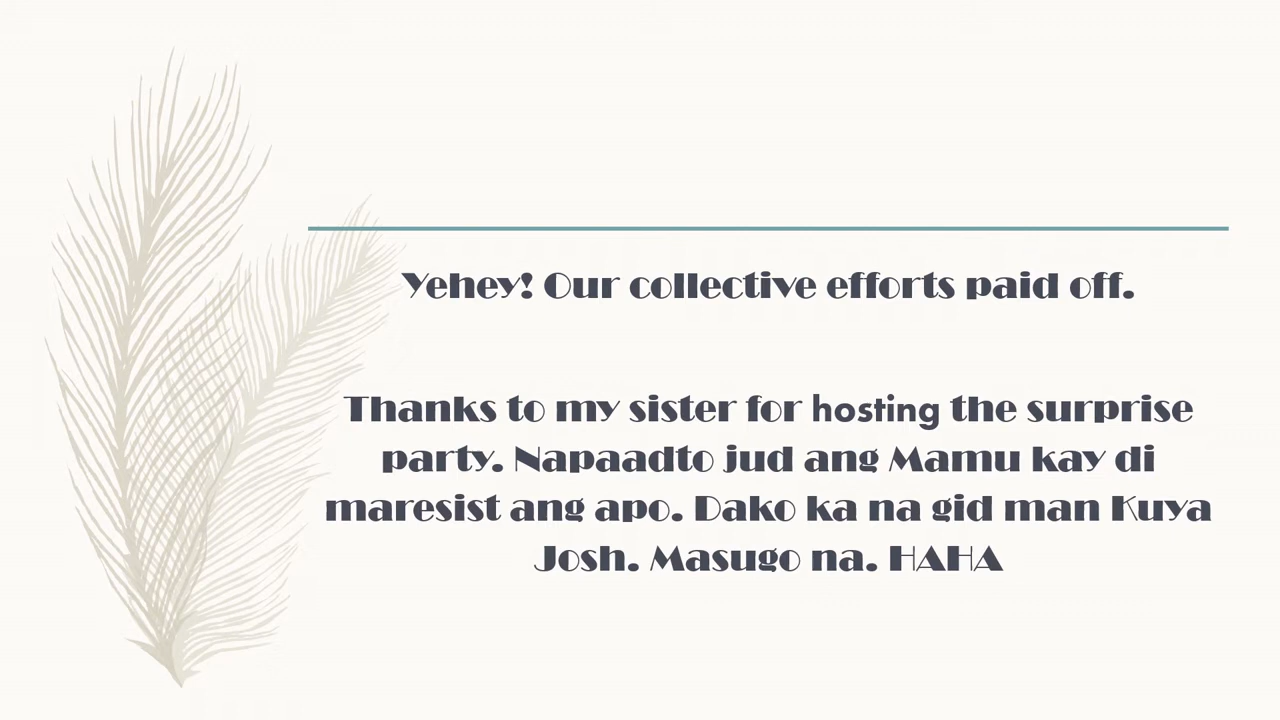 Yehey! Our collective efforts paid off.
Thanks to my sister for hosting the surprise
party. Napaadto jud ang Mamu kay di
maresist ang apo. Dako ka na gid man Kuya
Josh. Masugo na. HAHA